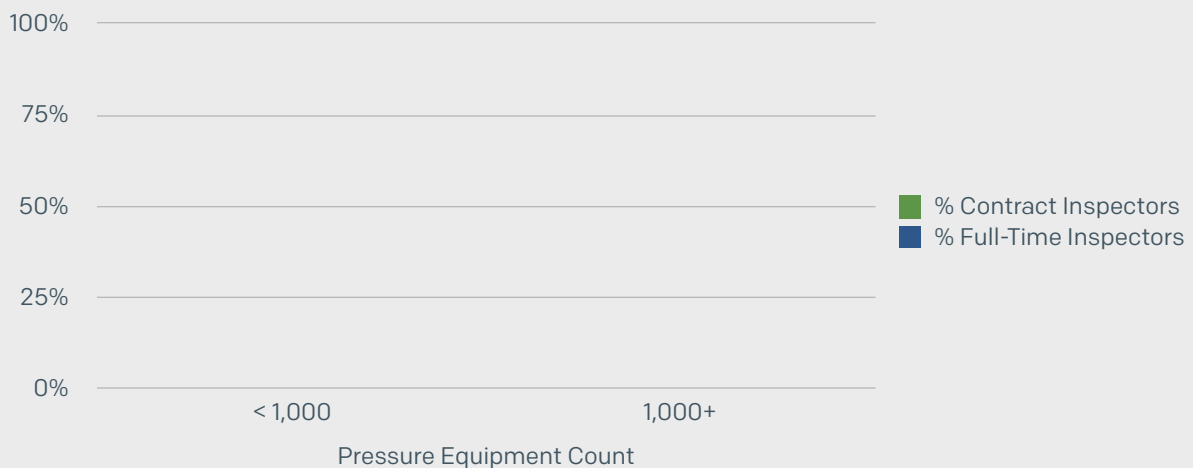 100%
75%
50%
25%
0%
< 1,000
1,000+
Pressure Equipment Count
% Contract Inspectors
% Full-Time Inspectors